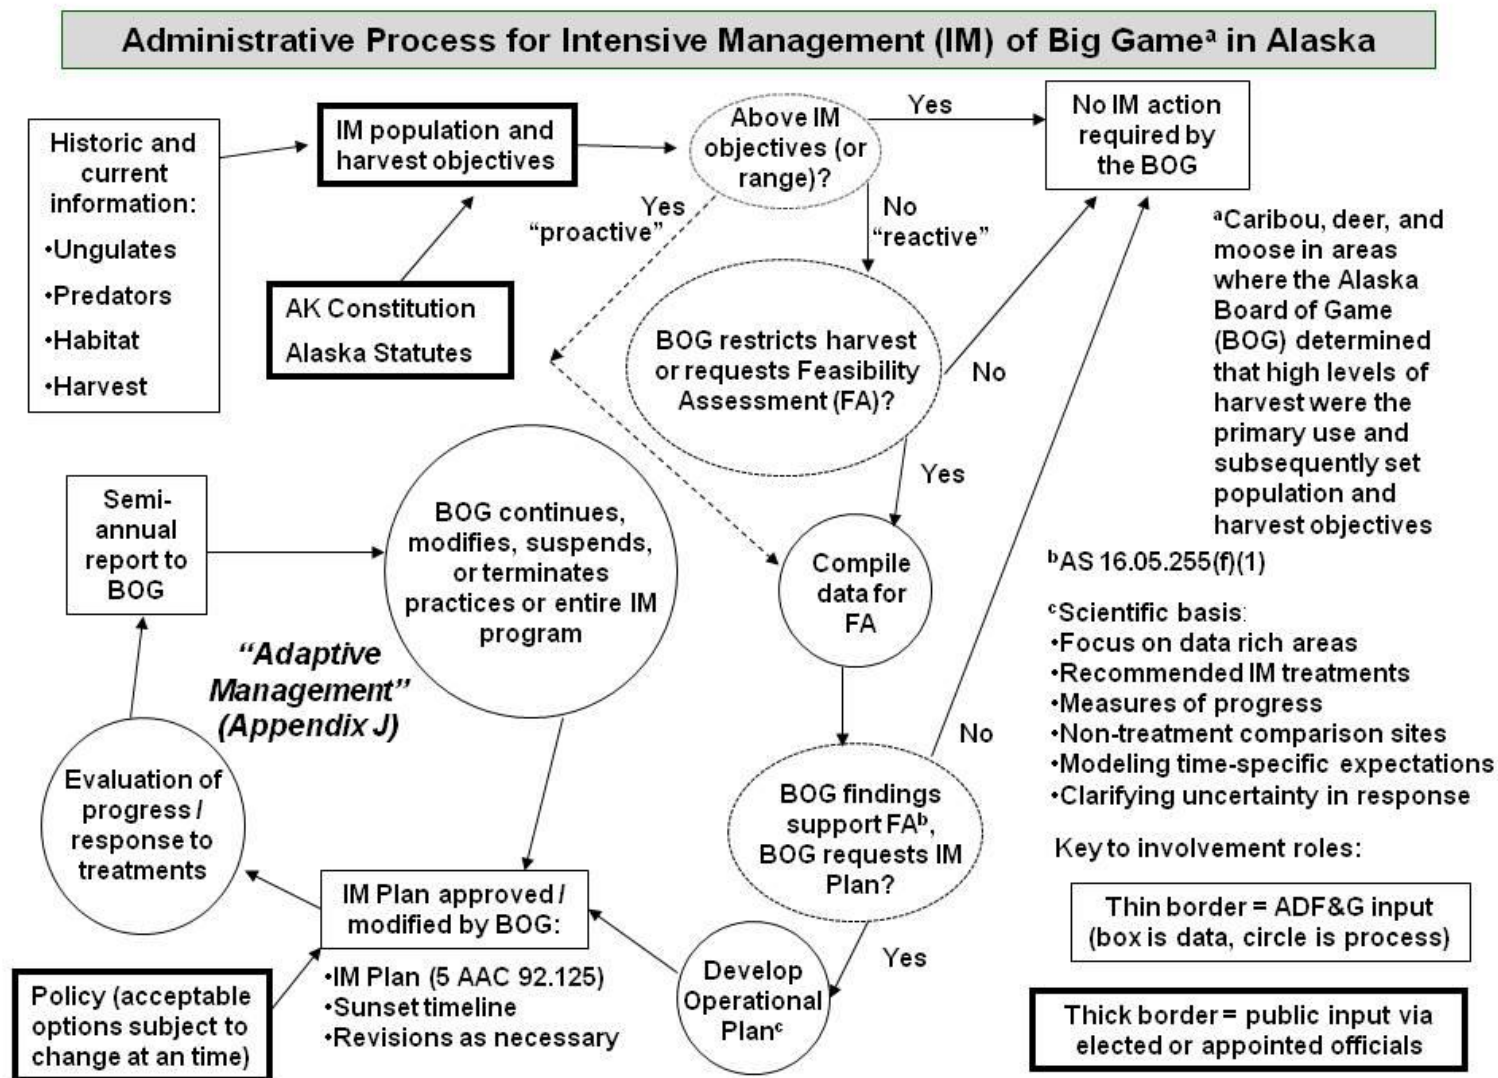 Administrative Process for Intensive Management (IM) of Big Gameᵃ in Alaska
Historic and
current
information:
•Ungulates
•Predators
•Habitat
•Harvest
IM population and
harvest objectives
AK Constitution
Alaska Statutes
Above IM
objectives (or
range)?
Yes
No IM action
required by
the BOG
Yes
"proactive"
No
"reactive"
BOG restricts harvest
or requests Feasibility
Assessment (FA)?
No
Yes
Compile
data for
FA
BOG findings
support FAᵇ,
BOG requests IM
Plan?
No
Yes
Develop
Operational
Planᶜ
IM Plan approved /
modified by BOG:
•IM Plan (5 AAC 92.125)
•Sunset timeline
•Revisions as necessary
Policy (acceptable
options subject to
change at an time)
Evaluation of
progress /
response to
treatments
Semi-
annual
report to
BOG
BOG continues,
modifies, suspends,
or terminates
practices or entire IM
program
"Adaptive
Management"
(Appendix J)
ᵃCaribou, deer, and
moose in areas
where the Alaska
Board of Game
(BOG) determined
that high levels of
harvest were the
primary use and
subsequently set
population and
harvest objectives
ᵇAS 16.05.255(f)(1)
ᶜScientific basis:
•Focus on data rich areas
•Recommended IM treatments
•Measures of progress
•Non-treatment comparison sites
•Modeling time-specific expectations
•Clarifying uncertainty in response
Key to involvement roles:
Thin border = ADF&G input
(box is data, circle is process)
Thick border = public input via
elected or appointed officials